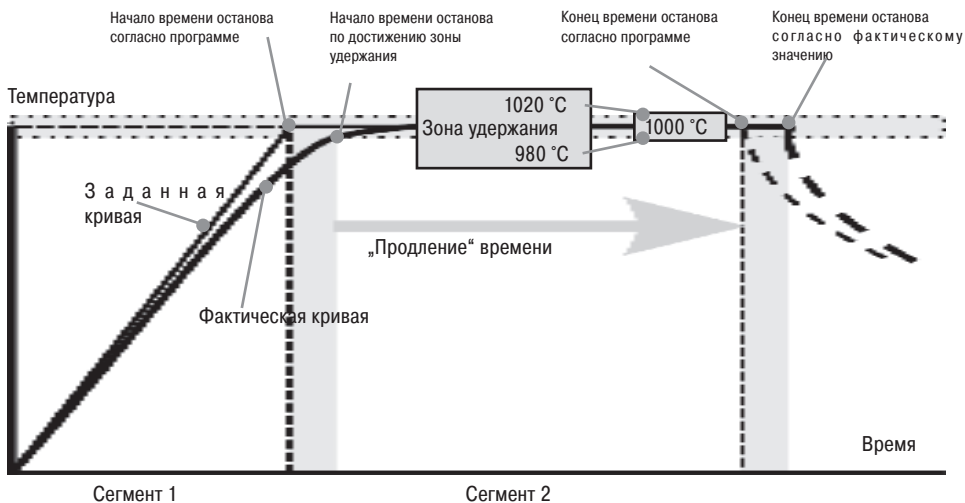 Начало времени останова
согласно программе
Начало времени останова
по достижению зоны
удержания
Конец времени останова
согласно программе
Конец времени останова
согласно фактическому
значению
Температура
1020 °C
Зона удержания
980 °C
1000 °C
Заданная
кривая
„Продление“ времени
Фактическая кривая
Время
Сегмент 1
Сегмент 2